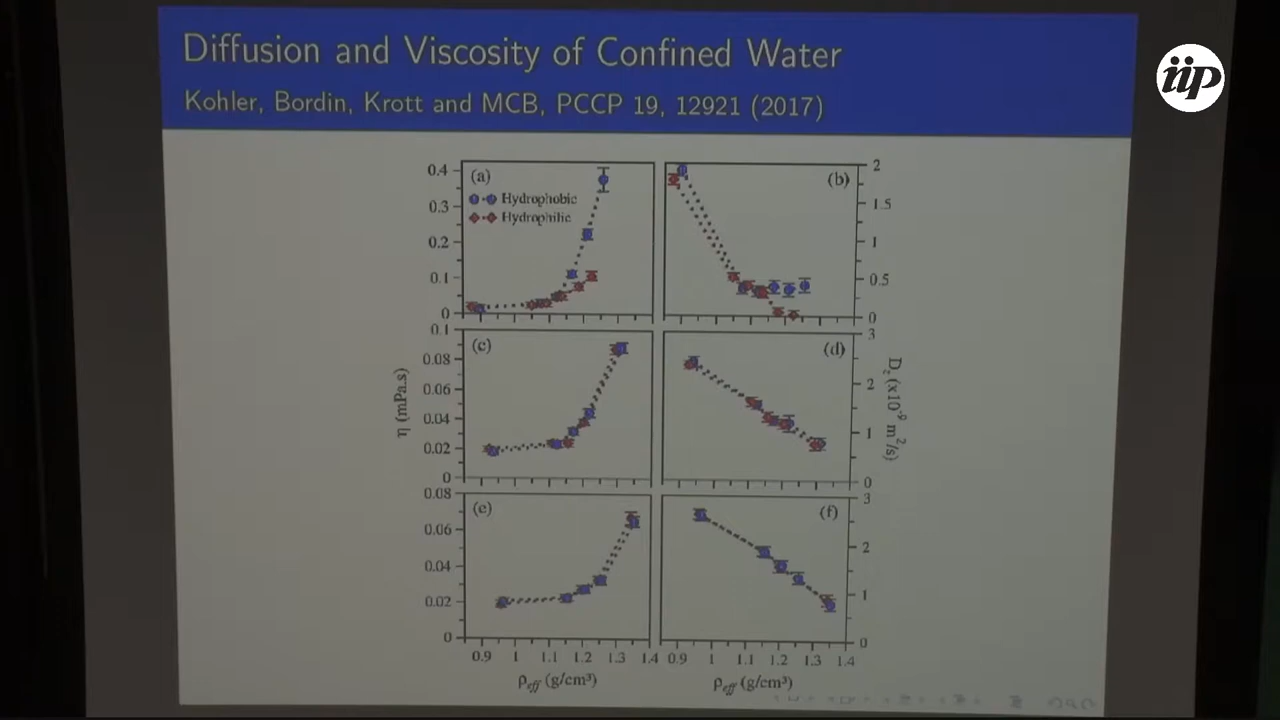 Diffusion and Viscosity of Confined Water
Kohler, Bordin, Krott and MCB, PCCP 19, 12921 (2017)
iip
0.4
0.3
0.2
0.1
0
(a)
Hydrophobic
Hydrophilic
(b)
2
1.5
1
0.5
0
0.1
0.08
0.06
0.04
0.02
0
(c)
(d)
3
2
1
0
η (mPa.s)
D_z (x10⁻⁹ m²/s)
0.08
0.06
0.04
0.02
0
(e)
(f)
3
2
1
0
0.9 1 1.1 1.2 1.3 1.4
0.9 1 1.1 1.2 1.3 1.4
ρeff (g/cm³)
ρeff (g/cm³)